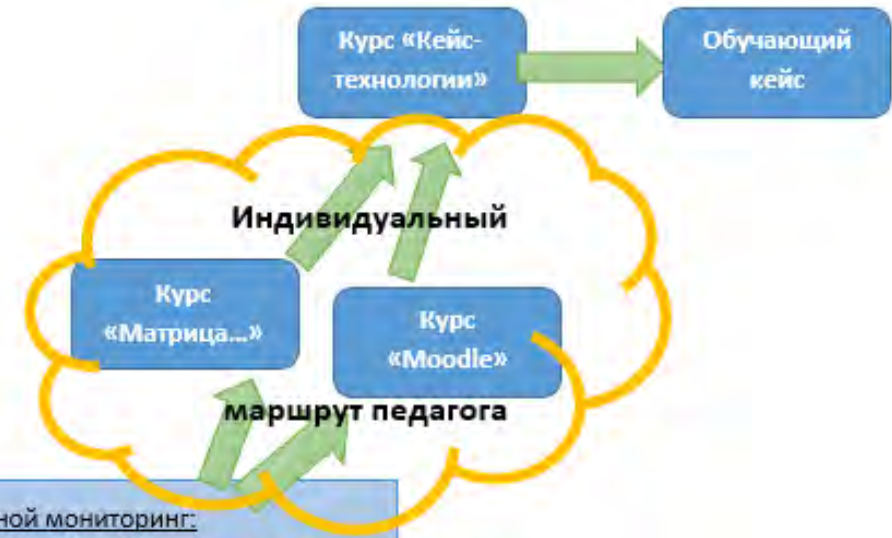 Курс «Кейс-
технологии»
Обучающий
кейс
Индивидуальный
Курс
«Матрица...»
Курс
«Moodle»
маршрут педагога
ной мониторинг: